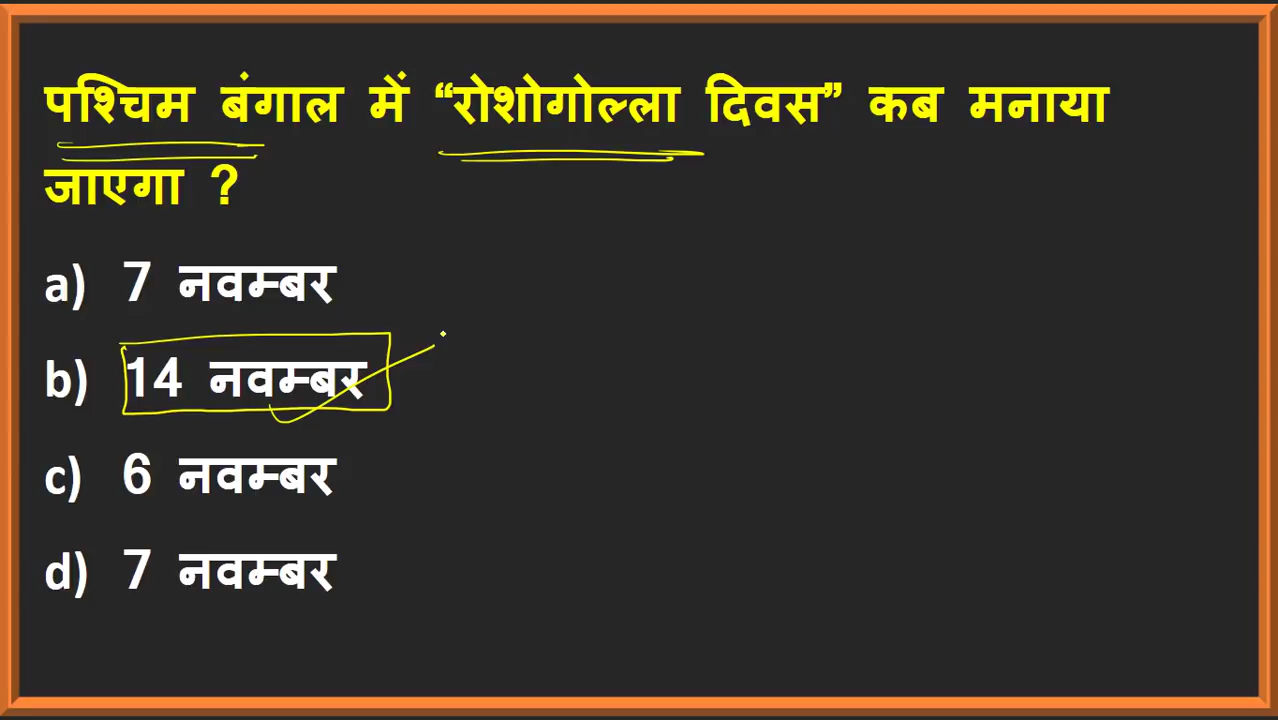 पश्चिम बंगाल में “रोशोगोल्ला दिवस” कब मनाया
जाएगा ?
a) 7 नवम्बर
b) 14 नवम्बर
c) 6 नवम्बर
d) 7 नवम्बर